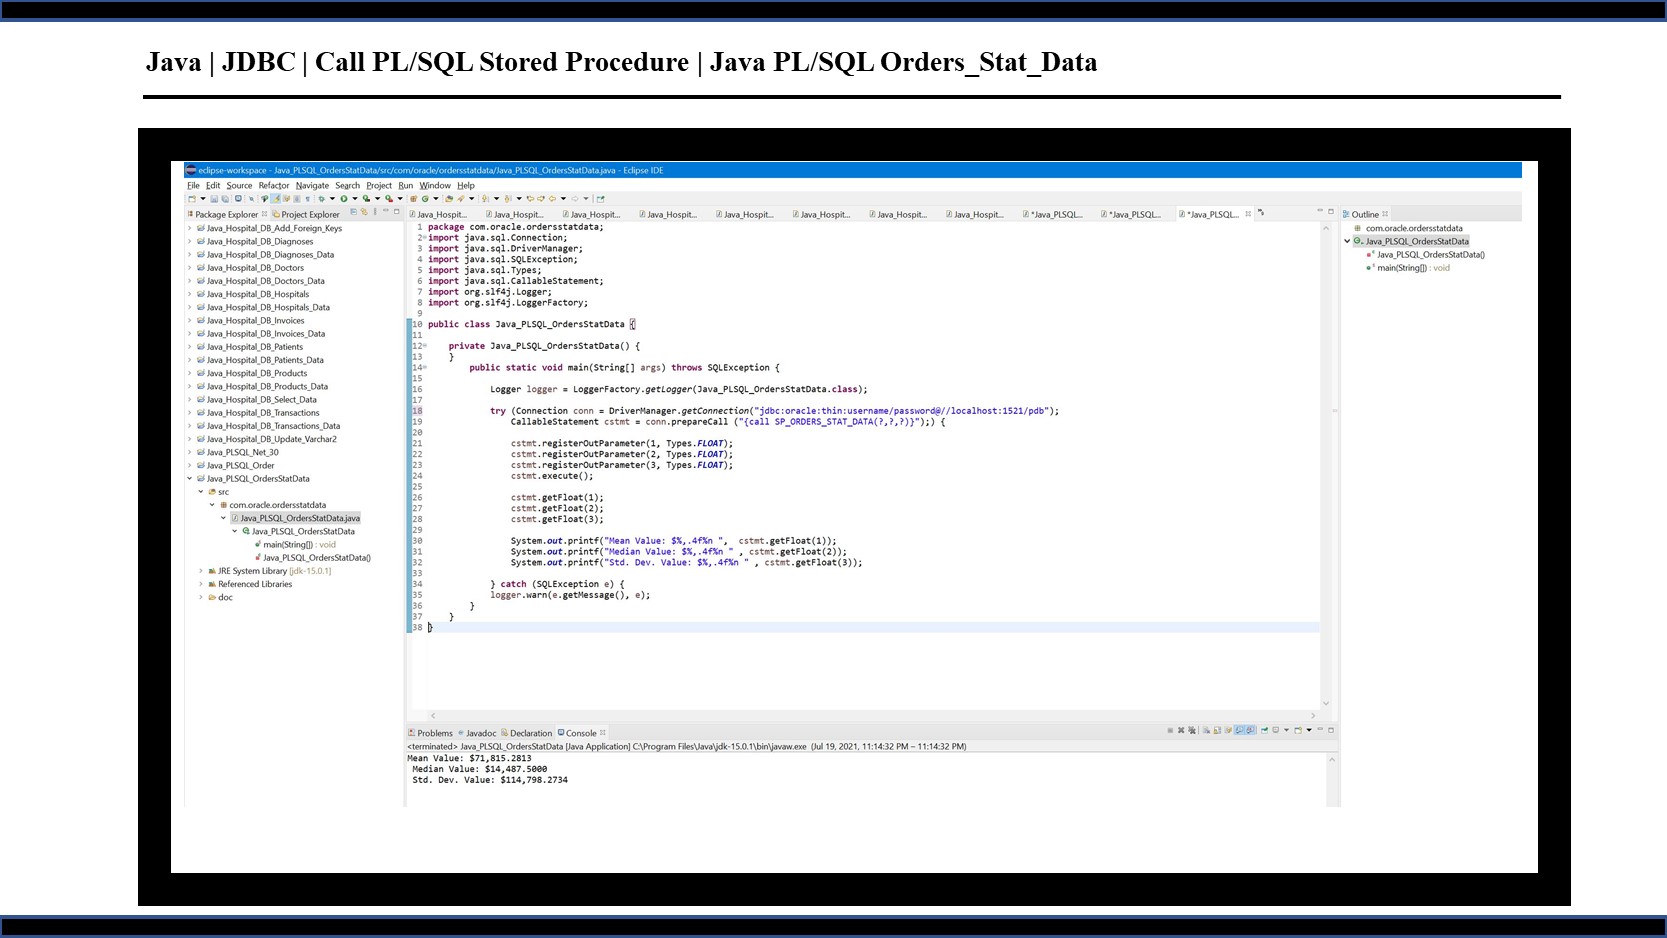 Java | JDBC | Call PL/SQL Stored Procedure | Java PL/SQL Orders_Stat_Data
eclipse-workspace - Java_PLSQL_OrdersStatData/src/com/oracle/ordersstatdata/Java_PLSQL_OrdersStatData.java - Eclipse IDE
File Edit Source Refactor Navigate Search Project Run Window Help
Package Explorer Project Explorer
Java_Hospital_DB_Add_Foreign_Keys
Java_Hospital_DB_Diagnoses
Java_Hospital_DB_Diagnoses_Data
Java_Hospital_DB_Doctors
Java_Hospital_DB_Doctors_Data
Java_Hospital_DB_Hospitals
Java_Hospital_DB_Hospitals_Data
Java_Hospital_DB_Invoices
Java_Hospital_DB_Invoices_Data
Java_Hospital_DB_Patients
Java_Hospital_DB_Patients_Data
Java_Hospital_DB_Products
Java_Hospital_DB_Products_Data
Java_Hospital_DB_Select_Data
Java_Hospital_DB_Transactions
Java_Hospital_DB_Transactions_Data
Java_Hospital_DB_Update_Varchar2
Java_PLSQL_Net_30
Java_PLSQL_Order
Java_PLSQL_OrdersStatData
src
com.oracle.ordersstatdata
Java_PLSQL_OrdersStatData.java
Java_PLSQL_OrdersStatData
main(String[]) : void
Java_PLSQL_OrdersStatData()
JRE System Library [jdk-15.0.1]
Referenced Libraries
doc
Java_Hospit... Java_Hospit... Java_Hospit... Java_Hospit... Java_Hospit... Java_Hospit... Java_Hospit... Java_Hospit... *Java_PLSQL... *Java_PLSQL... *Java_PLSQL...
1 package com.oracle.ordersstatdata;
2 import java.sql.Connection;
3 import java.sql.DriverManager;
4 import java.sql.SQLException;
5 import java.sql.Types;
6 import java.sql.CallableStatement;
7 import org.slf4j.Logger;
8 import org.slf4j.LoggerFactory;
9
10 public class Java_PLSQL_OrdersStatData {
11
12 private Java_PLSQL_OrdersStatData() {
13 }
14 public static void main(String[] args) throws SQLException {
15
16 Logger logger = LoggerFactory.getLogger(Java_PLSQL_OrdersStatData.class);
17
18 try (Connection conn = DriverManager.getConnection("jdbc:oracle:thin:username/password@//localhost:1521/pdb");
19 CallableStatement cstmt = conn.prepareCall ("{call SP_ORDERS_STAT_DATA(?,?,?)}");) {
20
21 cstmt.registerOutParameter(1, Types.FLOAT);
22 cstmt.registerOutParameter(2, Types.FLOAT);
23 cstmt.registerOutParameter(3, Types.FLOAT);
24 cstmt.execute();
25
26 cstmt.getFloat(1);
27 cstmt.getFloat(2);
28 cstmt.getFloat(3);
29
30 System.out.printf("Mean Value: $%,.4f%n ", cstmt.getFloat(1));
31 System.out.printf("Median Value: $%,.4f%n " , cstmt.getFloat(2));
32 System.out.printf("Std. Dev. Value: $%,.4f%n " , cstmt.getFloat(3));
33
34 } catch (SQLException e) {
35 logger.warn(e.getMessage(), e);
36 }
37 }
38 }
Outline
com.oracle.ordersstatdata
Java_PLSQL_OrdersStatData
Java_PLSQL_OrdersStatData()
main(String[]) : void
Problems Javadoc Declaration Console
<terminated> Java_PLSQL_OrdersStatData [Java Application] C:\Program Files\Java\jdk-15.0.1\bin\javaw.exe (Jul 19, 2021, 11:14:32 PM – 11:14:32 PM)
Mean Value: $71,815.2813
Median Value: $14,487.5000
Std. Dev. Value: $114,798.2734